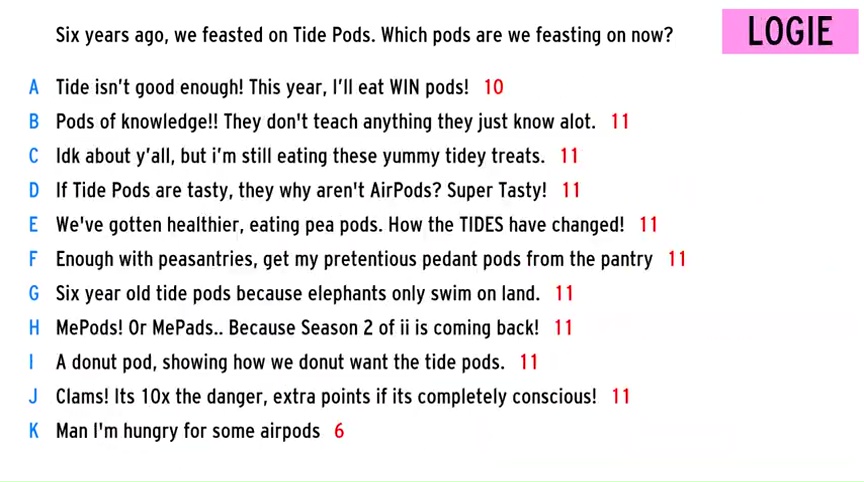 Six years ago, we feasted on Tide Pods. Which pods are we feasting on now?
LOGIE
A Tide isn't good enough! This year, I'll eat WIN pods! 10
B Pods of knowledge!! They don't teach anything they just know alot. 11
C Idk about y'all, but i'm still eating these yummy tidey treats. 11
D If Tide Pods are tasty, they why aren't AirPods? Super Tasty! 11
E We've gotten healthier, eating pea pods. How the TIDES have changed! 11
F Enough with peasantries, get my pretentious pedant pods from the pantry 11
G Six year old tide pods because elephants only swim on land. 11
H MePods! Or MePads.. Because Season 2 of ii is coming back! 11
I A donut pod, showing how we donut want the tide pods. 11
J Clams! Its 10x the danger, extra points if its completely conscious! 11
K Man I'm hungry for some airpods 6